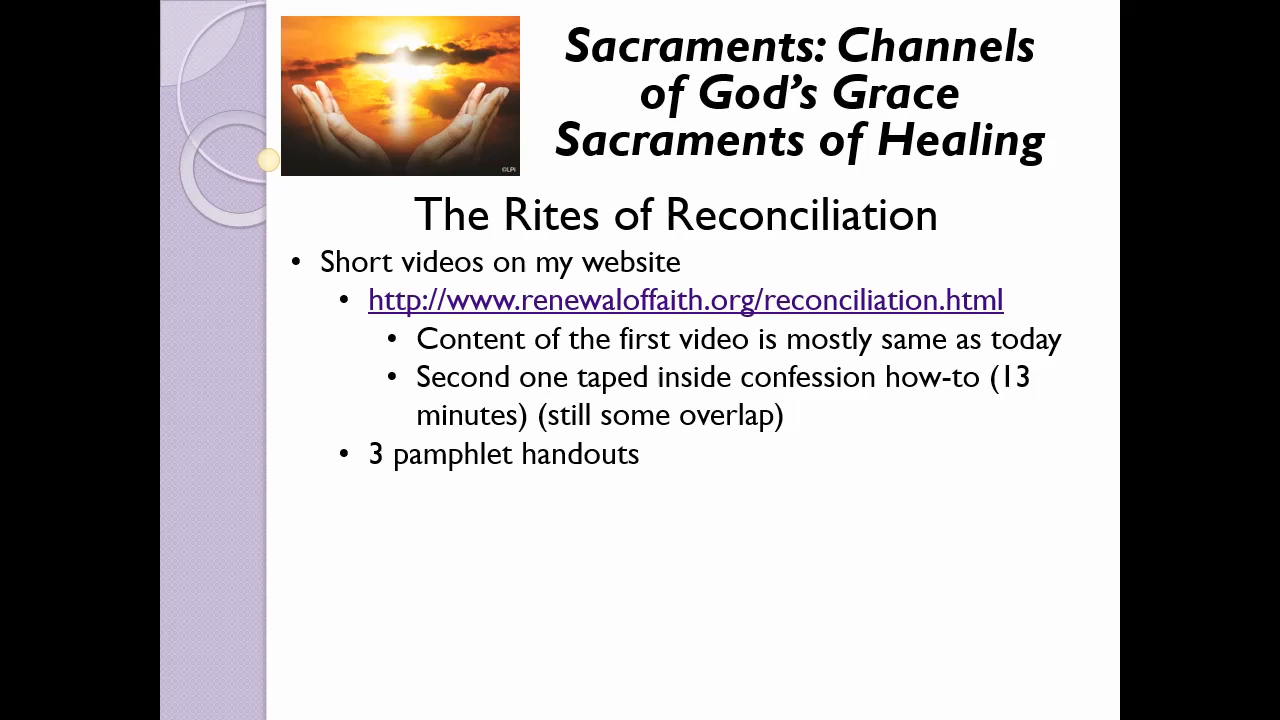 Sacraments: Channels
of God's Grace
Sacraments of Healing
©LPi
The Rites of Reconciliation
• Short videos on my website
• http://www.renewaloffaith.org/reconciliation.html
• Content of the first video is mostly same as today
• Second one taped inside confession how-to (13
minutes) (still some overlap)
• 3 pamphlet handouts